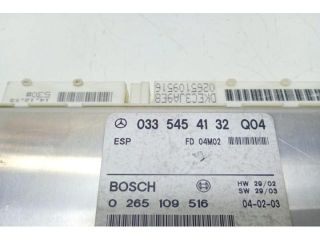 DKEC3JA9E8
0265109516
033 545 41 32 Q04
ESP FD 04M02
BOSCH HW 29/02
SW 29/03
0 265 109 516 04-02-03